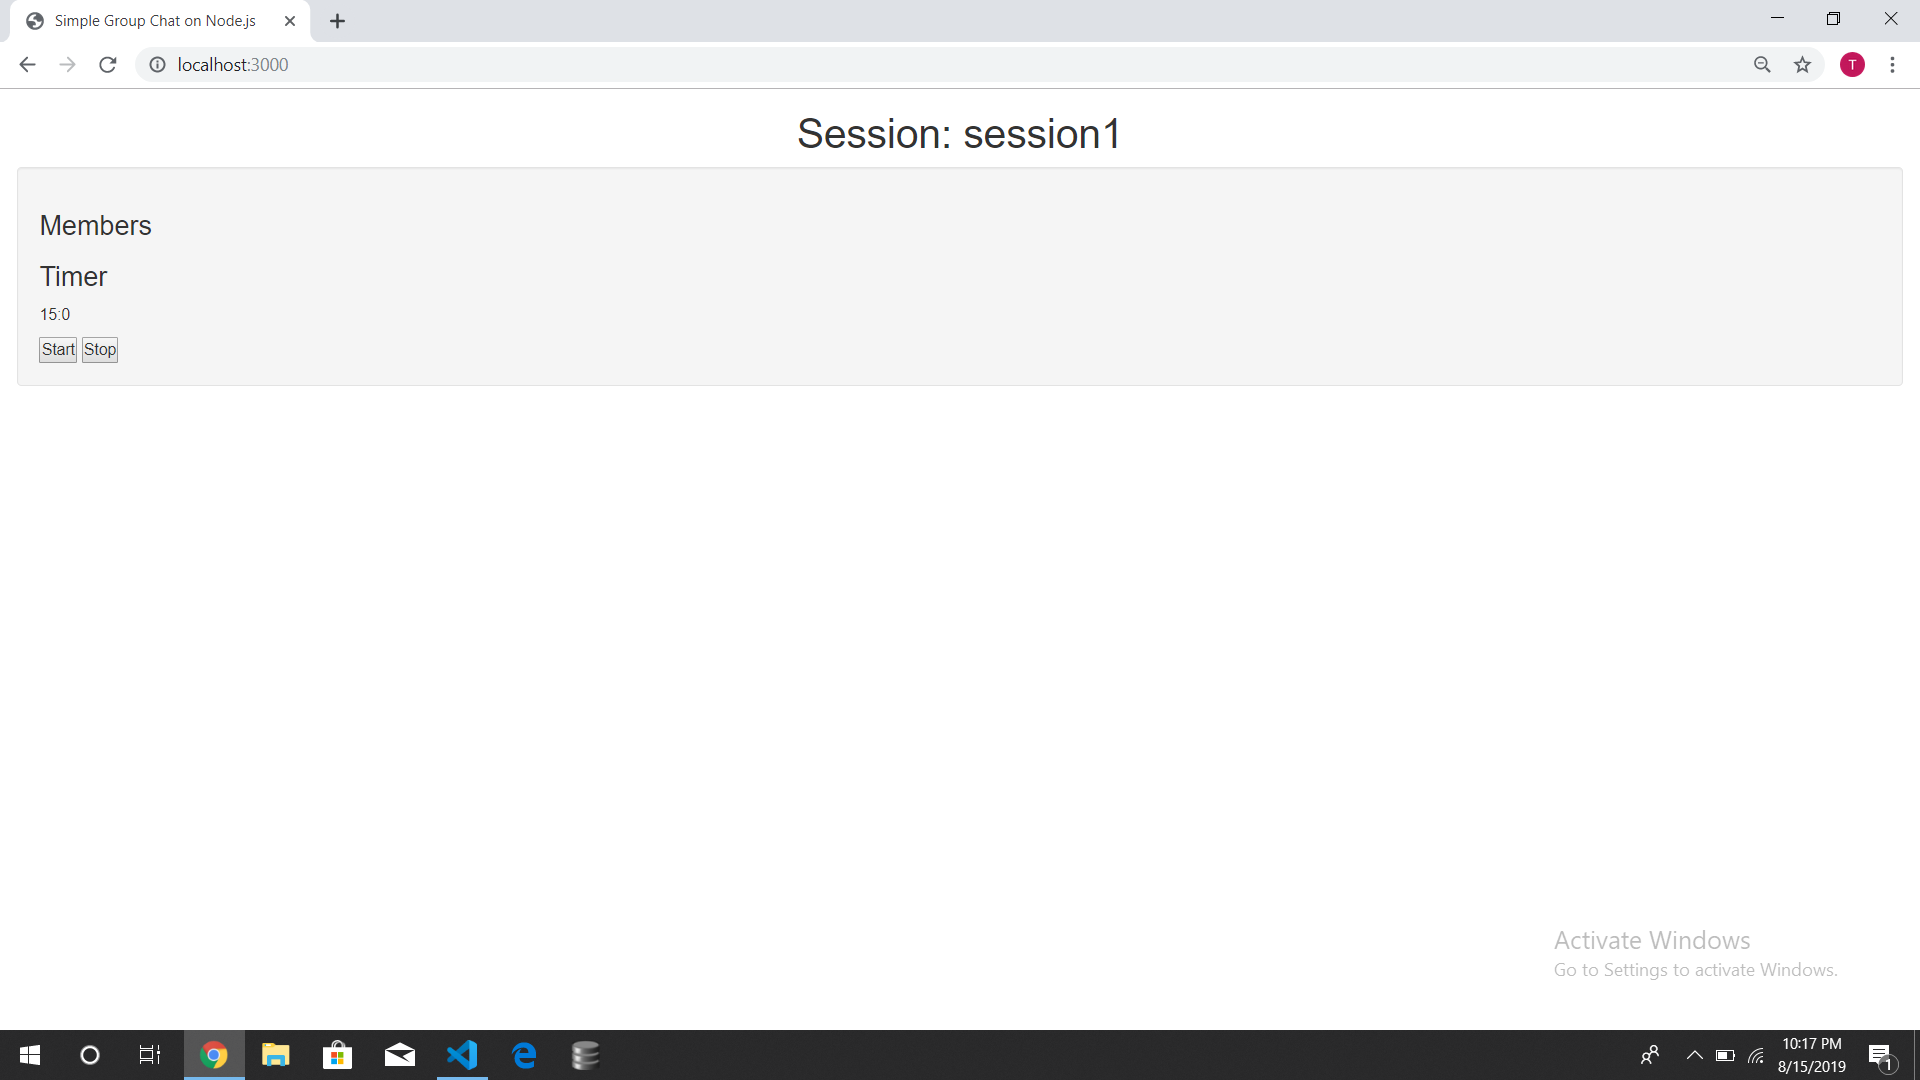 Simple Group Chat on Node.js
localhost:3000
T
Session: session1
Members
Timer
15:0
Start Stop
Activate Windows
Go to Settings to activate Windows.
10:17 PM
8/15/2019
1